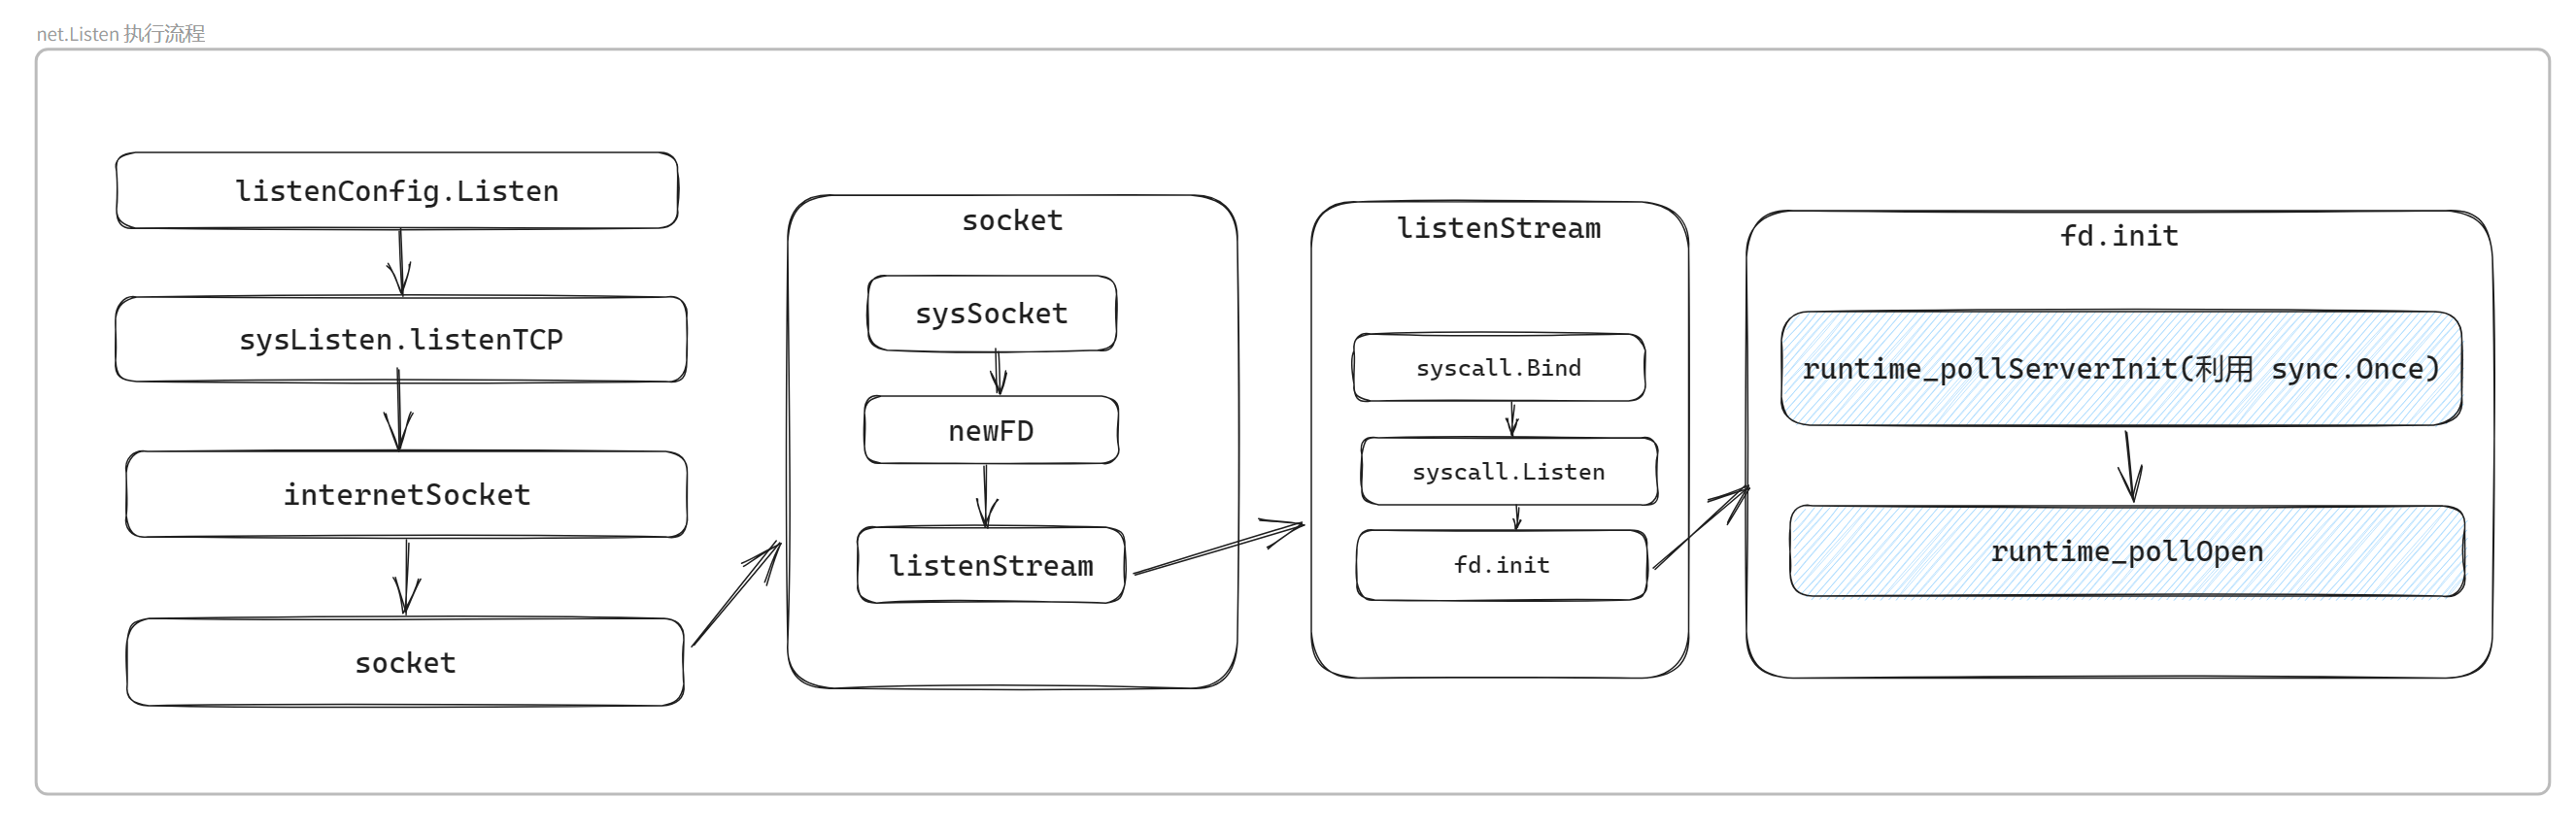 net.Listen 执行流程
listenConfig.Listen
sysListen.listenTCP
internetSocket
socket
socket
sysSocket
newFD
listenStream
listenStream
syscall.Bind
syscall.Listen
fd.init
fd.init
runtime_pollServerInit(利用 sync.Once)
runtime_pollOpen